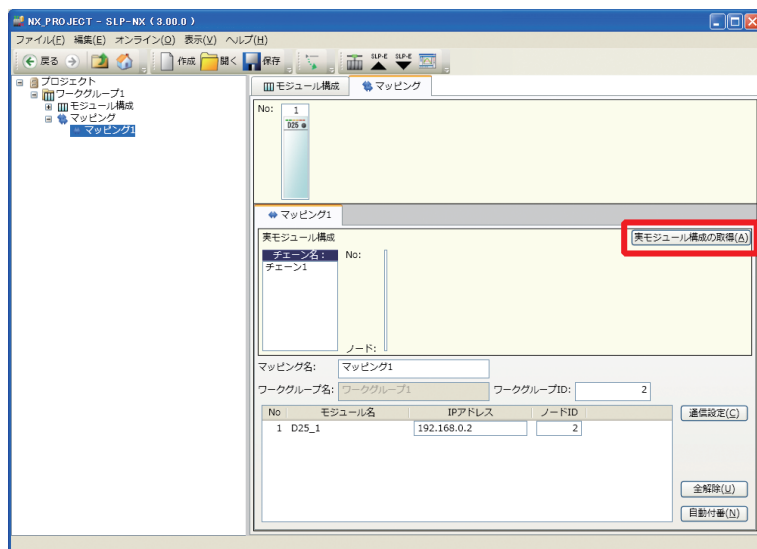 NX_PROJECT - SLP-NX ( 3.00.0 )
ファイル(F) 編集(E) オンライン(O) 表示(V) ヘルプ(H)
戻る 作成 開く 保存 SLP-E SLP-E
プロジェクト
ワークグループ1
モジュール構成
マッピング
マッピング1
モジュール構成 マッピング
No: 1
D25
マッピング1
実モジュール構成 実モジュール構成の取得(A)
チェーン名: No:
チェーン1
ノード:
マッピング名: マッピング1
ワークグループ名: ワークグループ1 ワークグループID: 2
No モジュール名 IPアドレス ノードID 通信設定(C)
1 D25_1 192.168.0.2 2
全解除(U)
自動付番(N)